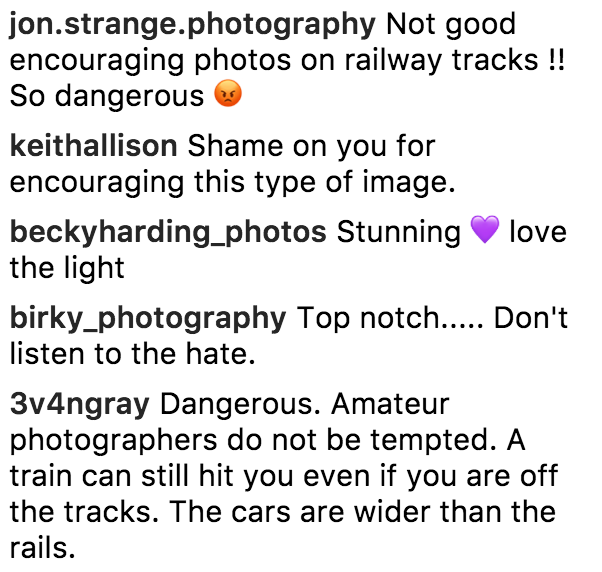 jon.strange.photography Not good
encouraging photos on railway tracks !!
So dangerous 😡
keithallison Shame on you for
encouraging this type of image.
beckyharding_photos Stunning 💜 love
the light
birky_photography Top notch..... Don't
listen to the hate.
3v4ngray Dangerous. Amateur
photographers do not be tempted. A
train can still hit you even if you are off
the tracks. The cars are wider than the
rails.